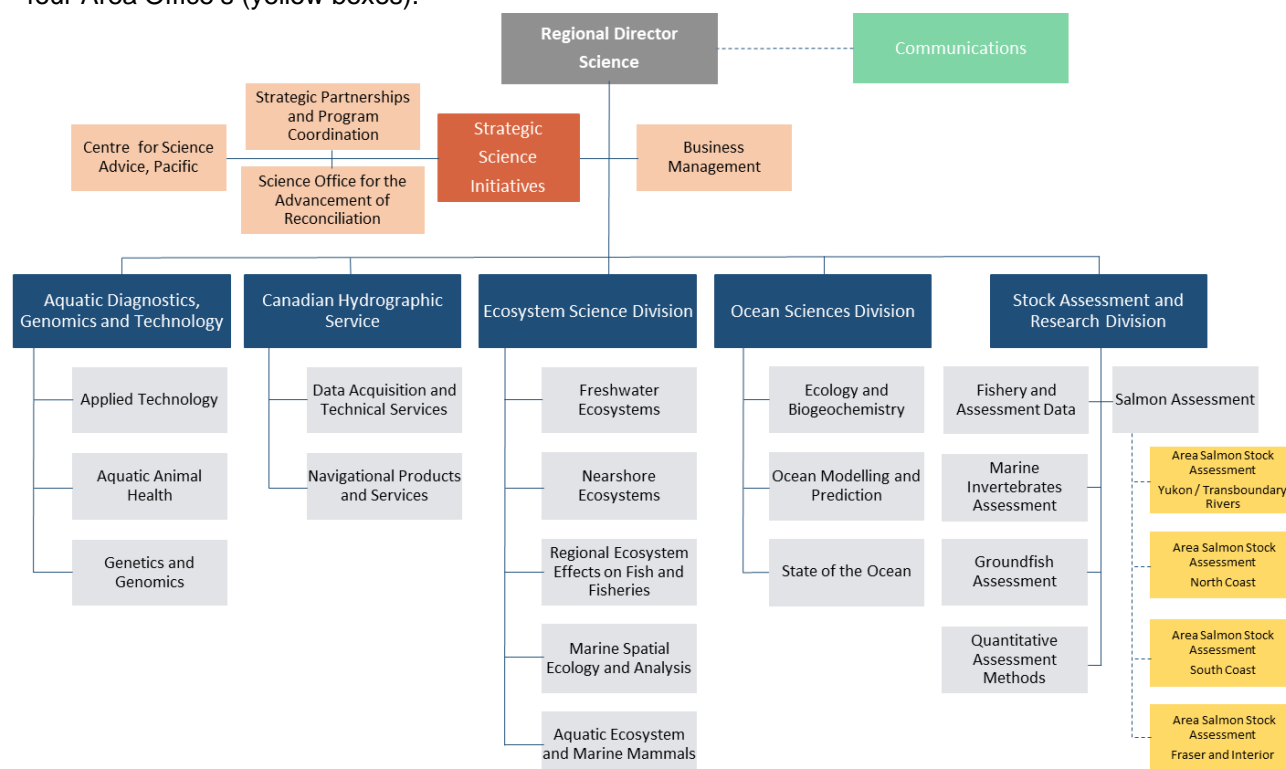 four Area Office's (yellow boxes).
Regional Director
Science
Communications
Strategic Partnerships
and Program
Coordination
Centre for Science
Advice, Pacific
Science Office for the
Advancement of
Reconciliation
Strategic
Science
Initiatives
Business
Management
Aquatic Diagnostics,
Genomics and Technology
Canadian Hydrographic
Service
Ecosystem Science Division
Ocean Sciences Division
Stock Assessment and
Research Division
Applied Technology
Aquatic Animal
Health
Genetics and
Genomics
Data Acquisition and
Technical Services
Navigational Products
and Services
Freshwater
Ecosystems
Nearshore
Ecosystems
Regional Ecosystem
Effects on Fish and
Fisheries
Marine Spatial
Ecology and Analysis
Aquatic Ecosystem
and Marine Mammals
Ecology and
Biogeochemistry
Ocean Modelling and
Prediction
State of the Ocean
Fishery and
Assessment Data
Marine
Invertebrates
Assessment
Groundfish
Assessment
Quantitative
Assessment
Methods
Salmon Assessment
Area Salmon Stock
Assessment
Yukon / Transboundary
Rivers
Area Salmon Stock
Assessment
North Coast
Area Salmon Stock
Assessment
South Coast
Area Salmon Stock
Assessment
Fraser and Interior